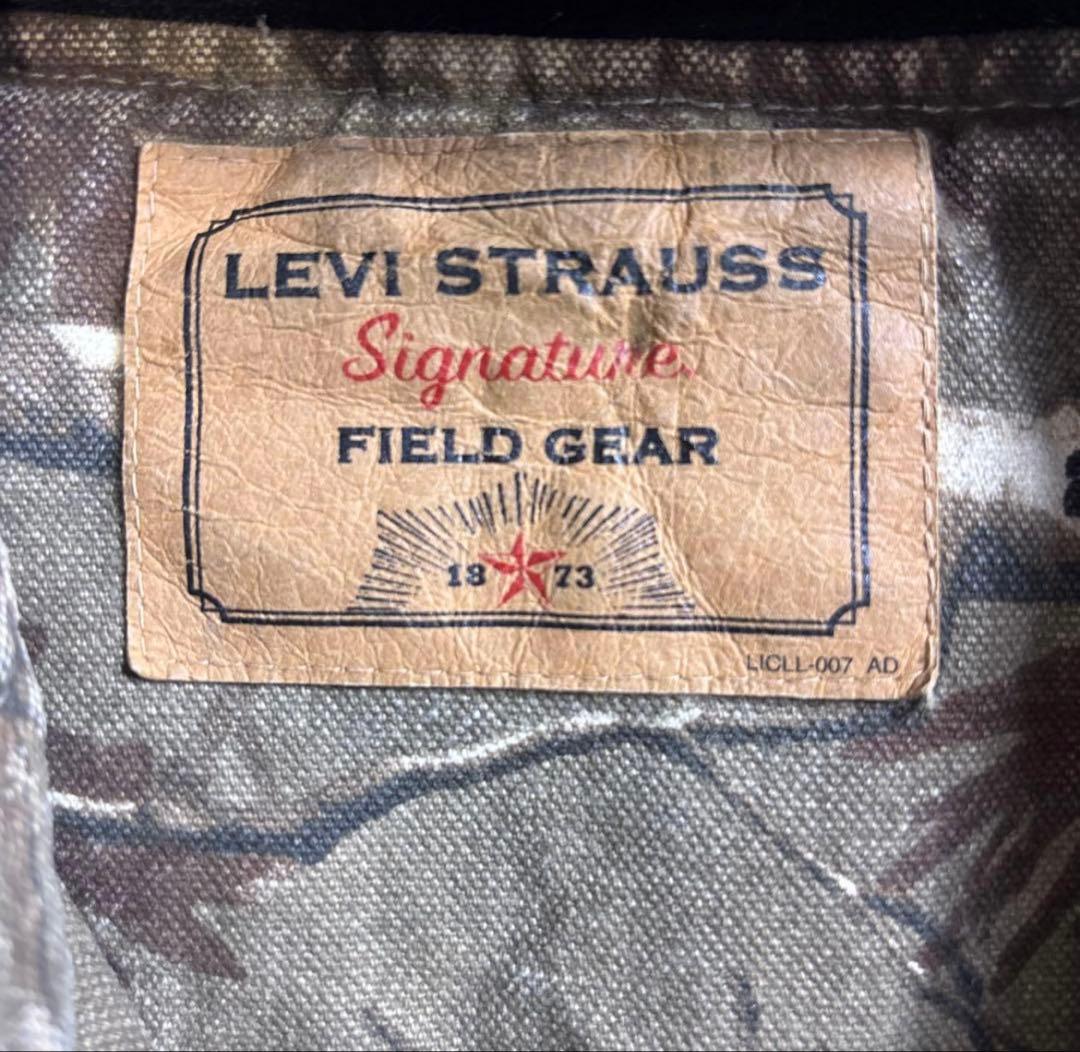 LEVI STRAUSS
Signature.
FIELD GEAR
18 73
LICLL-007 AD